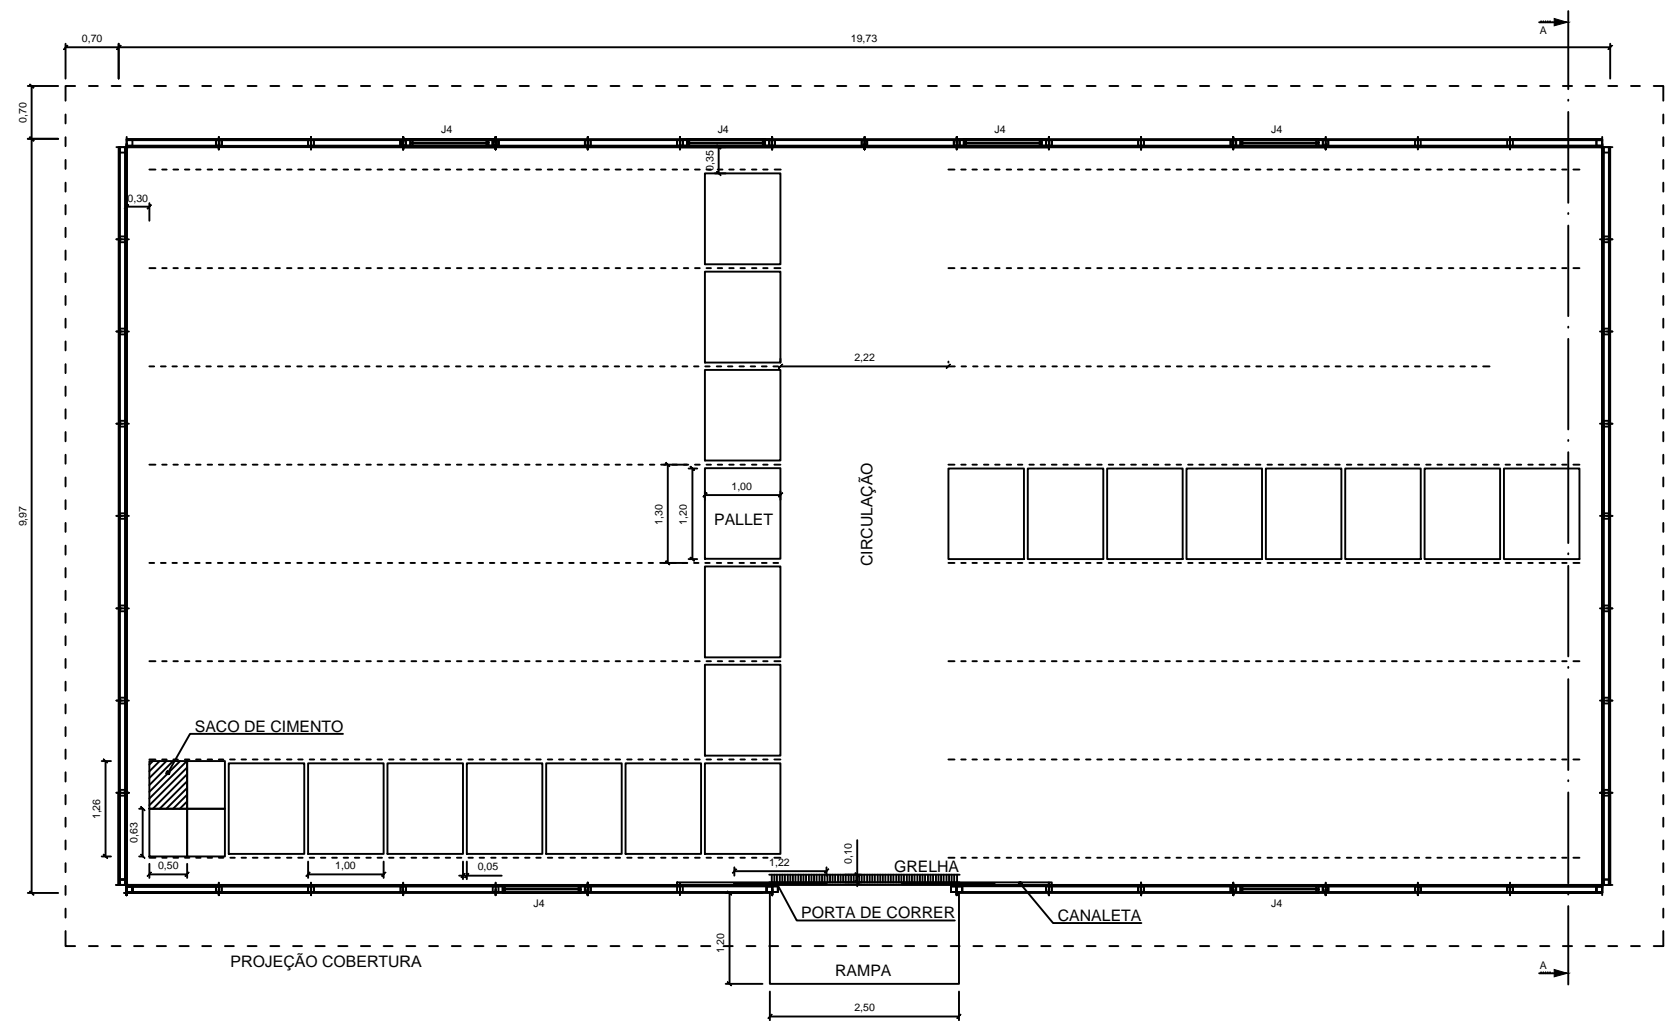 A
0,70
19,73
0,70
J4
J4
J4
J4
0,35
0,30
2,22
9,97
1,30
1,20
1,00
PALLET
CIRCULAÇÃO
SACO DE CIMENTO
1,26
0,63
0,50
1,00
0,05
1,22
0,10
GRELHA
J4
PORTA DE CORRER
CANALETA
J4
1,20
PROJEÇÃO COBERTURA
RAMPA
A
2,50